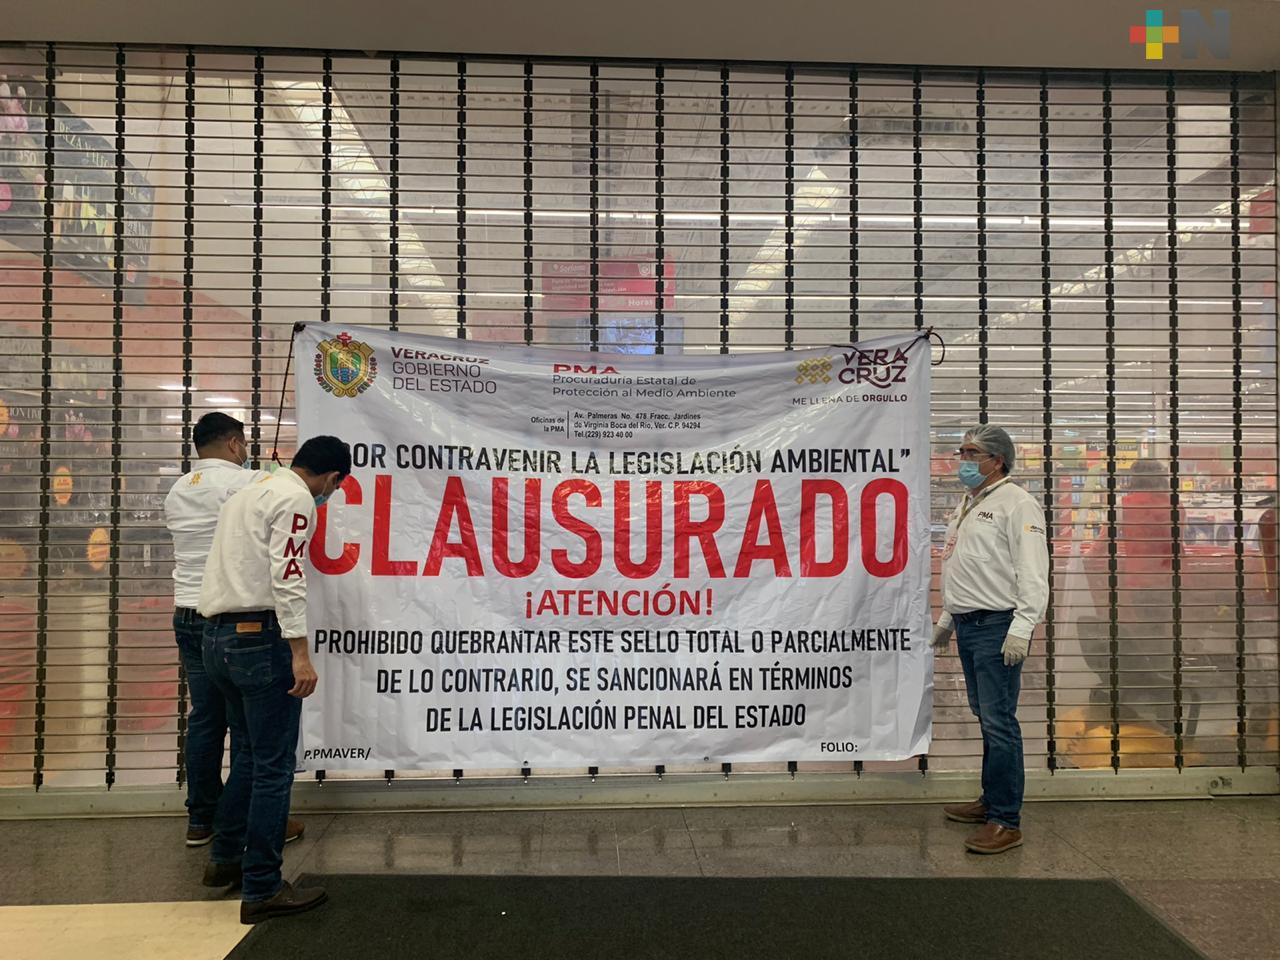 +N
VERACRUZ
GOBIERNO
DEL ESTADO
PMA
Procuraduría Estatal de
Protección al Medio Ambiente
VERA
CRUZ
ME LLENA DE ORGULLO
Oficinas de
la PMA
Av. Palmeras No. 478 Fracc. Jardines
de Virginia Boca del Río, Ver. C.P. 94294
Tel.(229) 923 40 00
OR CONTRAVENIR LA LEGISLACIÓN AMBIENTAL”
CLAUSURADO
¡ATENCIÓN!
PROHIBIDO QUEBRANTAR ESTE SELLO TOTAL O PARCIALMENTE
DE LO CONTRARIO, SE SANCIONARÁ EN TÉRMINOS
DE LA LEGISLACIÓN PENAL DEL ESTADO
P.PMAVER/
FOLIO:
PMA
PMA
Soriana
Horas